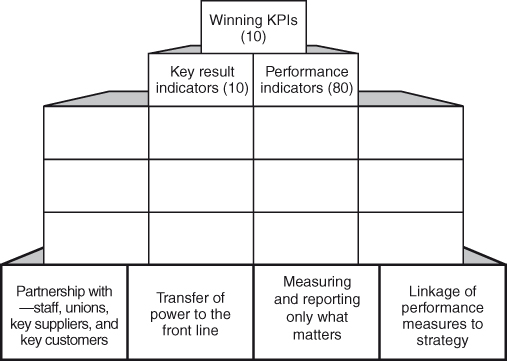 Winning KPIs
(10)
Key result
indicators (10)
Performance
indicators (80)
Partnership with
—staff, unions,
key suppliers, and
key customers
Transfer of
power to the
front line
Measuring
and reporting
only what
matters
Linkage of
performance
measures to
strategy